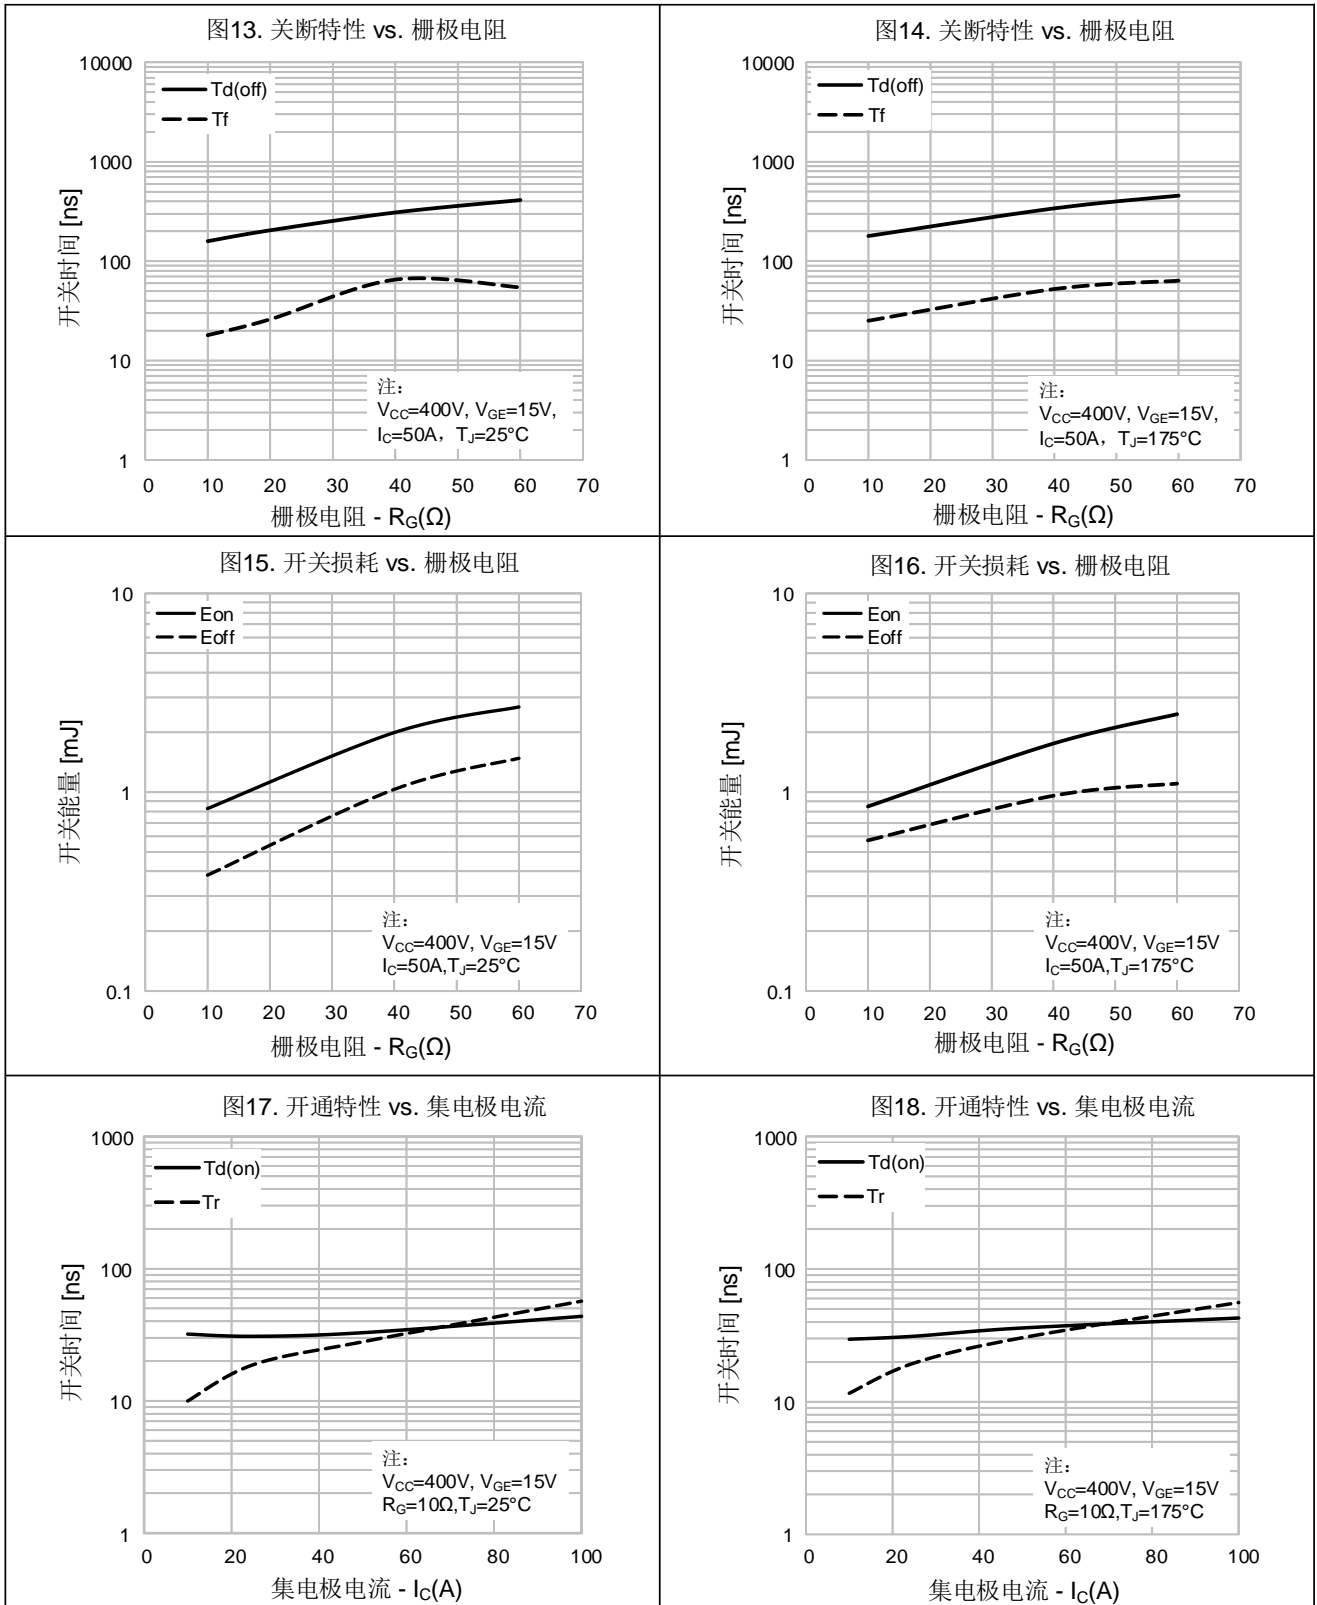 图13. 关断特性 vs. 栅极电阻
10000
1000
100
10
1
Td(off)
Tf
开关时间 [ns]
注:
VCC=400V, VGE=15V,
IC=50A，TJ=25°C
0 10 20 30 40 50 60 70
栅极电阻 - RG(Ω)
图14. 关断特性 vs. 栅极电阻
10000
1000
100
10
1
Td(off)
Tf
开关时间 [ns]
注:
VCC=400V, VGE=15V,
IC=50A，TJ=175°C
0 10 20 30 40 50 60 70
栅极电阻 - RG(Ω)
图15. 开关损耗 vs. 栅极电阻
10
1
0.1
Eon
Eoff
开关能量 [mJ]
注:
VCC=400V, VGE=15V
IC=50A,TJ=25°C
0 10 20 30 40 50 60 70
栅极电阻 - RG(Ω)
图16. 开关损耗 vs. 栅极电阻
10
1
0.1
Eon
Eoff
开关能量 [mJ]
注:
VCC=400V, VGE=15V
IC=50A,TJ=175°C
0 10 20 30 40 50 60 70
栅极电阻 - RG(Ω)
图17. 开通特性 vs. 集电极电流
1000
100
10
1
Td(on)
Tr
开关时间 [ns]
注:
VCC=400V, VGE=15V
RG=10Ω,TJ=25°C
0 20 40 60 80 100
集电极电流 - IC(A)
图18. 开通特性 vs. 集电极电流
1000
100
10
1
Td(on)
Tr
开关时间 [ns]
注:
VCC=400V, VGE=15V
RG=10Ω,TJ=175°C
0 20 40 60 80 100
集电极电流 - IC(A)